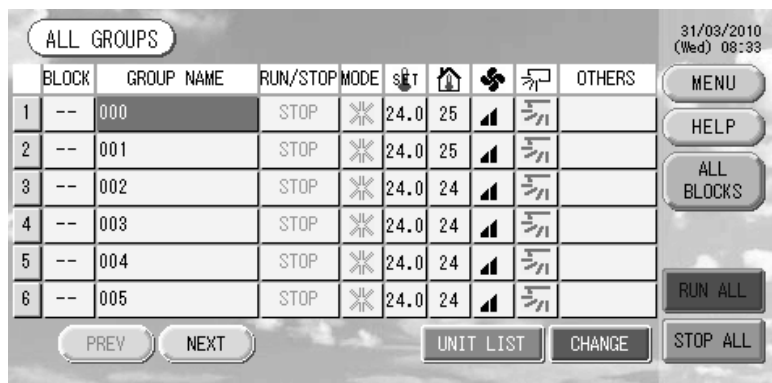 ALL GROUPS
31/03/2010
(Wed) 08:33
BLOCK GROUP NAME RUN/STOP MODE SET OTHERS
1 -- 000 STOP 24.0 25
2 -- 001 STOP 24.0 25
3 -- 002 STOP 24.0 24
4 -- 003 STOP 24.0 24
5 -- 004 STOP 24.0 24
6 -- 005 STOP 24.0 24
MENU
HELP
ALL
BLOCKS
RUN ALL
PREV NEXT UNIT LIST CHANGE STOP ALL